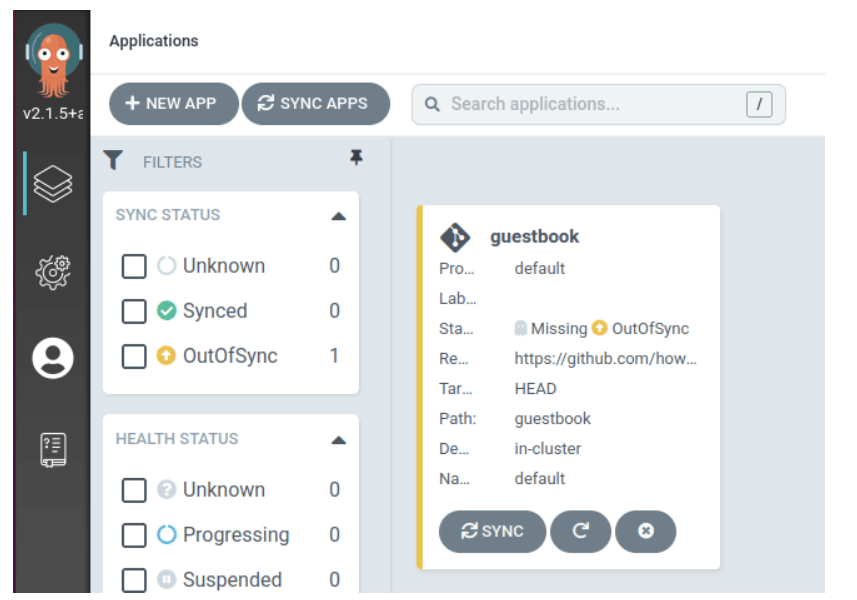 v2.1.5+a
Applications
+ NEW APP
SYNC APPS
Search applications...
/
FILTERS
SYNC STATUS
Unknown 0
Synced 0
OutOfSync 1
HEALTH STATUS
Unknown 0
Progressing 0
Suspended 0
guestbook
Pro... default
Lab...
Sta... Missing OutOfSync
Re... https://github.com/how...
Tar... HEAD
Path: guestbook
De... in-cluster
Na... default
SYNC